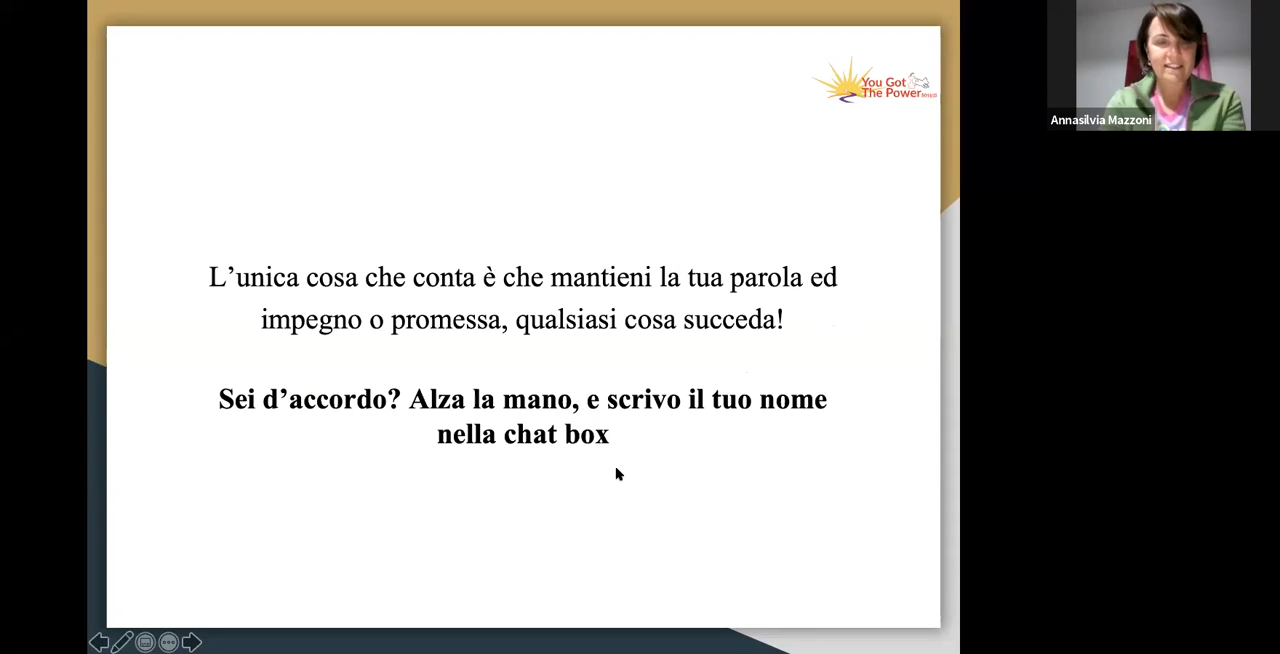 You Got
The Power
Annasilvia Mazzoni
L’unica cosa che conta è che mantieni la tua parola ed
impegno o promessa, qualsiasi cosa succeda!
Sei d’accordo? Alza la mano, e scrivo il tuo nome
nella chat box